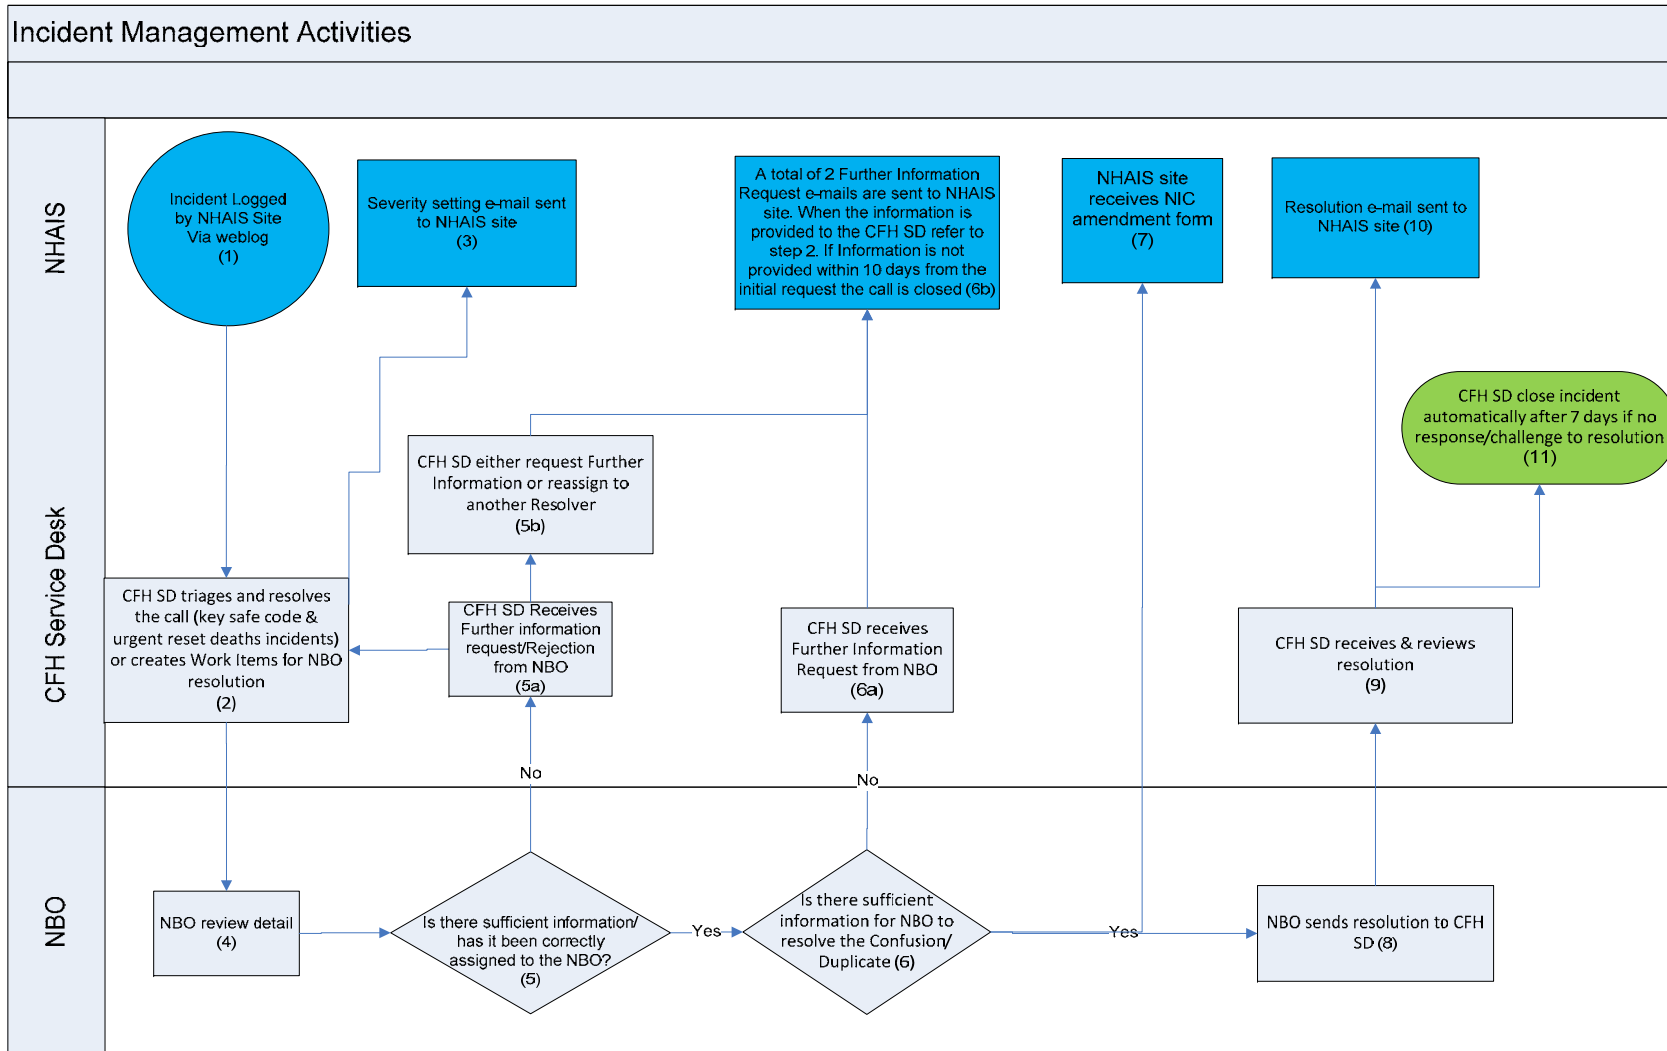 Incident Management Activities
NHAIS
Incident Logged
by NHAIS Site
Via weblog
(1)
Severity setting e-mail sent
to NHAIS site
(3)
A total of 2 Further Information
Request e-mails are sent to NHAIS
site. When the information is
provided to the CFH SD refer to
step 2. If Information is not
provided within 10 days from the
initial request the call is closed (6b)
NHAIS site
receives NIC
amendment form
(7)
Resolution e-mail sent to
NHAIS site (10)
CFH SD close incident
automatically after 7 days if no
response/challenge to resolution
(11)
CFH Service Desk
CFH SD either request Further
Information or reassign to
another Resolver
(5b)
CFH SD triages and resolves
the call (key safe code &
urgent reset deaths incidents)
or creates Work Items for NBO
resolution
(2)
CFH SD Receives
Further information
request/Rejection
from NBO
(5a)
CFH SD receives
Further Information
Request from NBO
(6a)
CFH SD receives & reviews
resolution
(9)
No
No
NBO
NBO review detail
(4)
Is there sufficient information/
has it been correctly
assigned to the NBO?
(5)
Yes
Is there sufficient
information for NBO to
resolve the Confusion/
Duplicate (6)
Yes
NBO sends resolution to CFH
SD (8)